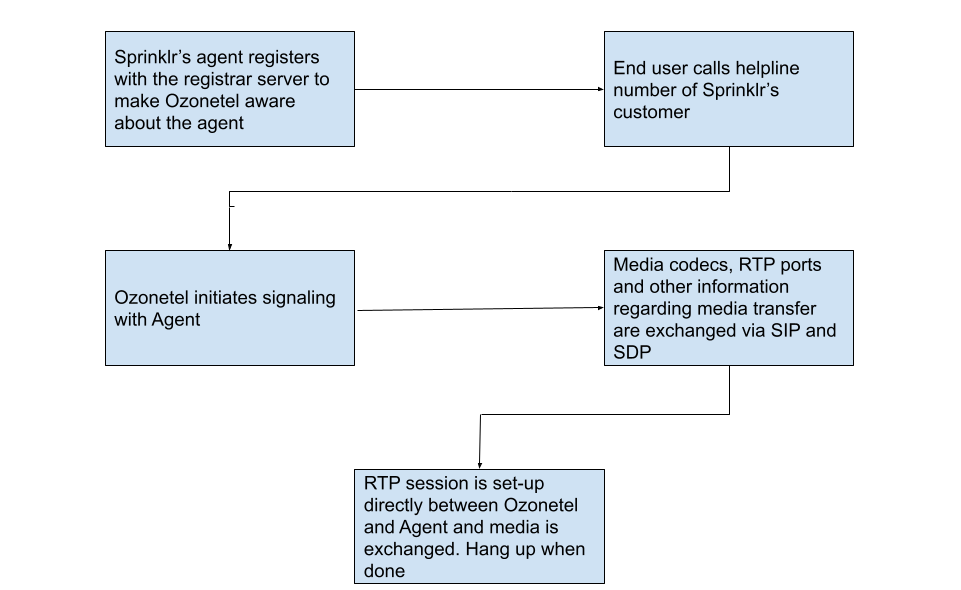 Sprinklr’s agent registers
with the registrar server to
make Ozonetel aware
about the agent
End user calls helpline
number of Sprinklr’s
customer
Ozonetel initiates signaling
with Agent
Media codecs, RTP ports
and other information
regarding media transfer
are exchanged via SIP and
SDP
RTP session is set-up
directly between Ozonetel
and Agent and media is
exchanged. Hang up when
done